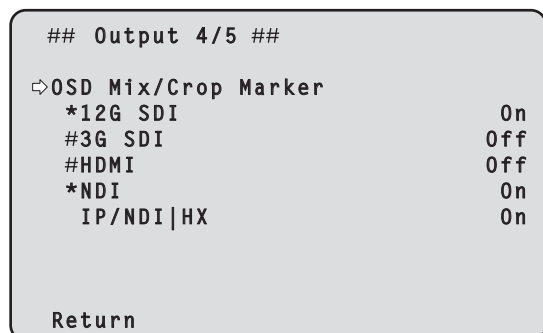 ## Output 4/5 ##
⇨OSD Mix/Crop Marker
*12G SDI On
#3G SDI Off
#HDMI Off
*NDI On
IP/NDI|HX On
Return